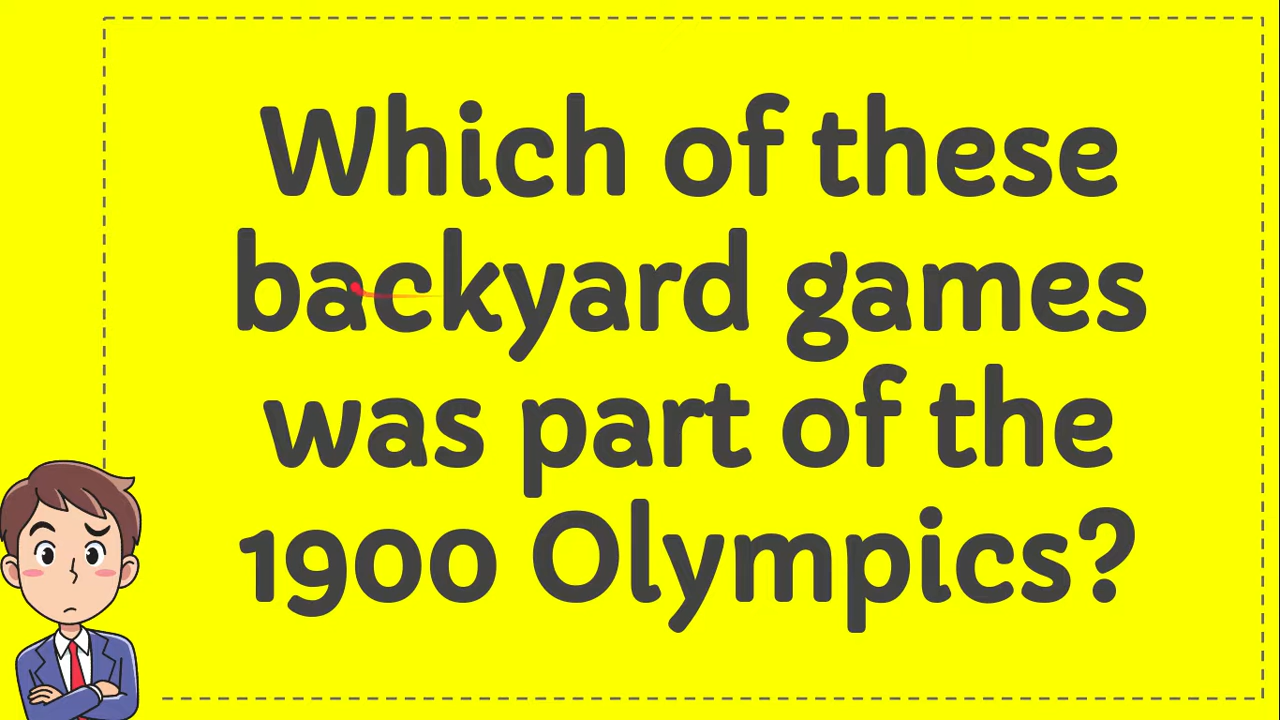 Which of these
backyard games
was part of the
1900 Olympics?